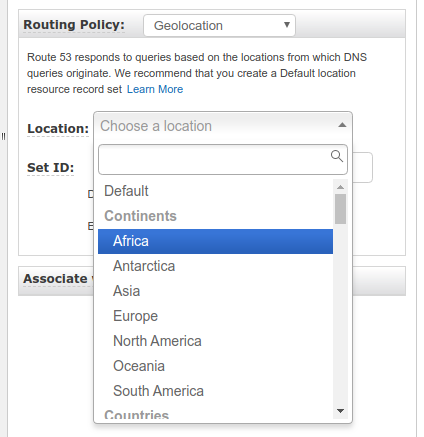 Routing Policy: Geolocation
Route 53 responds to queries based on the locations from which DNS
queries originate. We recommend that you create a Default location
resource record set Learn More
Location: Choose a location
Set ID:
Default
Continents
Africa
Antarctica
Asia
Europe
North America
Oceania
South America
Countries
Associate